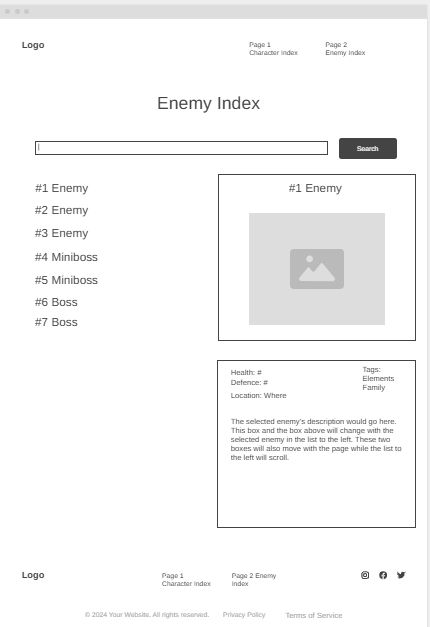 Logo
Page 1
Character Index
Page 2
Enemy Index
Enemy Index
Search
#1 Enemy
#2 Enemy
#3 Enemy
#4 Miniboss
#5 Miniboss
#6 Boss
#7 Boss
#1 Enemy
Health: #
Defence: #
Location: Where
Tags:
Elements
Family
The selected enemy's description would go here.
This box and the box above will change with the
selected enemy in the list to the left. These two
boxes will also move with the page while the list to
the left will scroll.
Logo
Page 1
Character Index
Page 2 Enemy
Index
© 2024 Your Website. All rights reserved.
Privacy Policy
Terms of Service